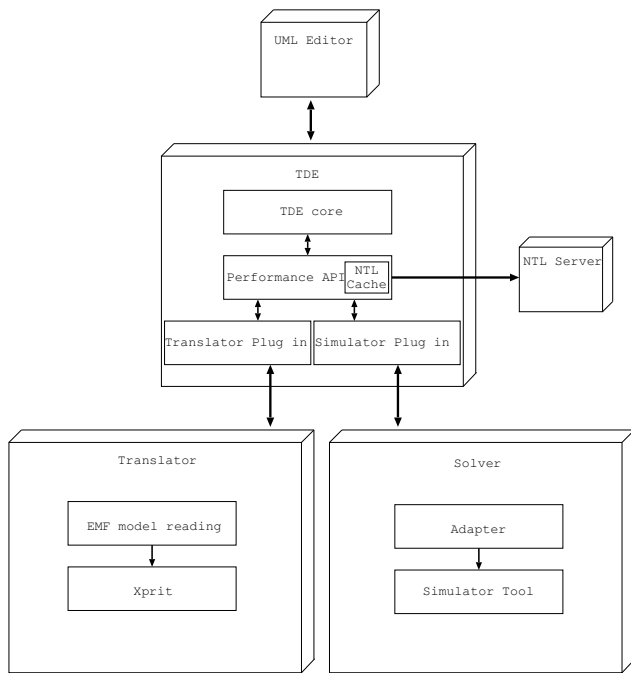 UML Editor
TDE
TDE core
Performance API
NTL
Cache
NTL Server
Translator Plug in
Simulator Plug in
Translator
EMF model reading
Xprit
Solver
Adapter
Simulator Tool